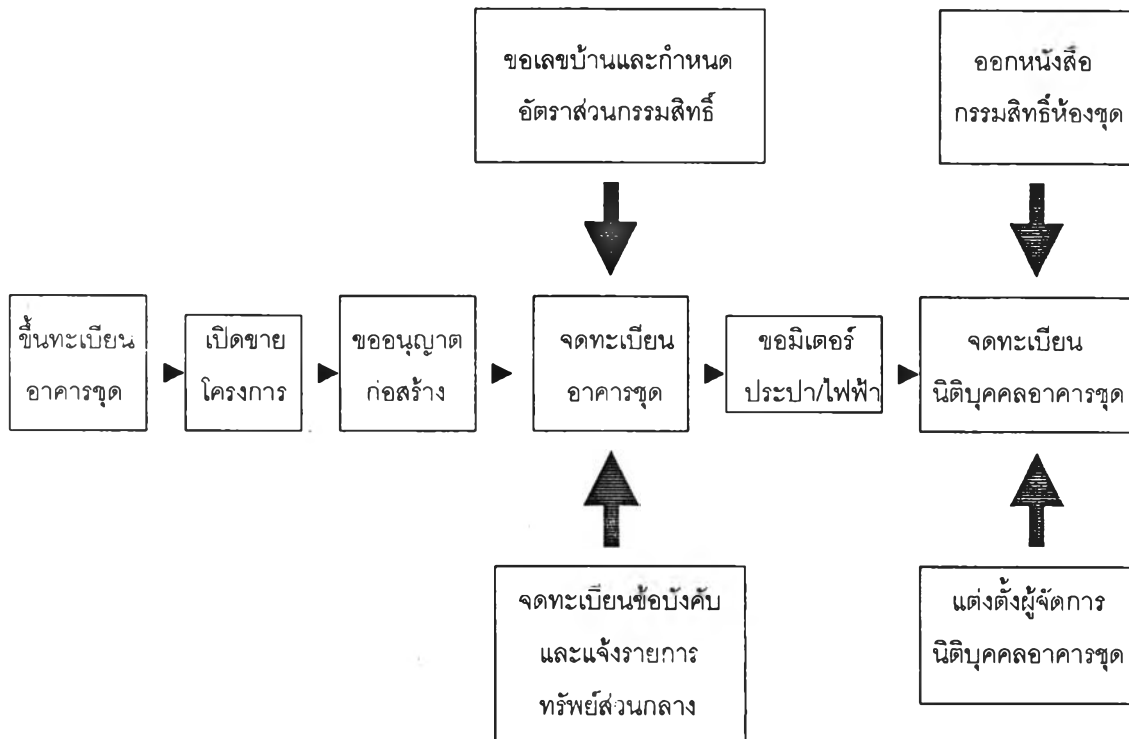 ขอเลขบ้านและกำหนด
อัตราส่วนกรรมสิทธิ์
ออกหนังสือ
กรรมสิทธิ์ห้องชุด
ขึ้นทะเบียน
อาคารชุด
เปิดขาย
โครงการ
ขออนุญาต
ก่อสร้าง
จดทะเบียน
อาคารชุด
ขอมิเตอร์
ประปา/ไฟฟ้า
จดทะเบียน
นิติบุคคลอาคารชุด
จดทะเบียนข้อบังคับ
และแจ้งรายการ
ทรัพย์ส่วนกลาง
แต่งตั้งผู้จัดการ
นิติบุคคลอาคารชุด